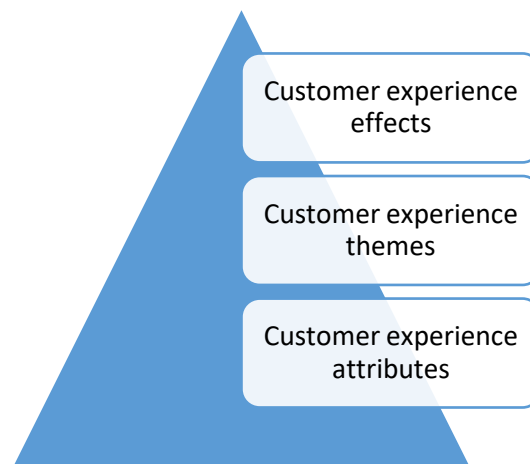 Customer experience
effects
Customer experience
themes
Customer experience
attributes